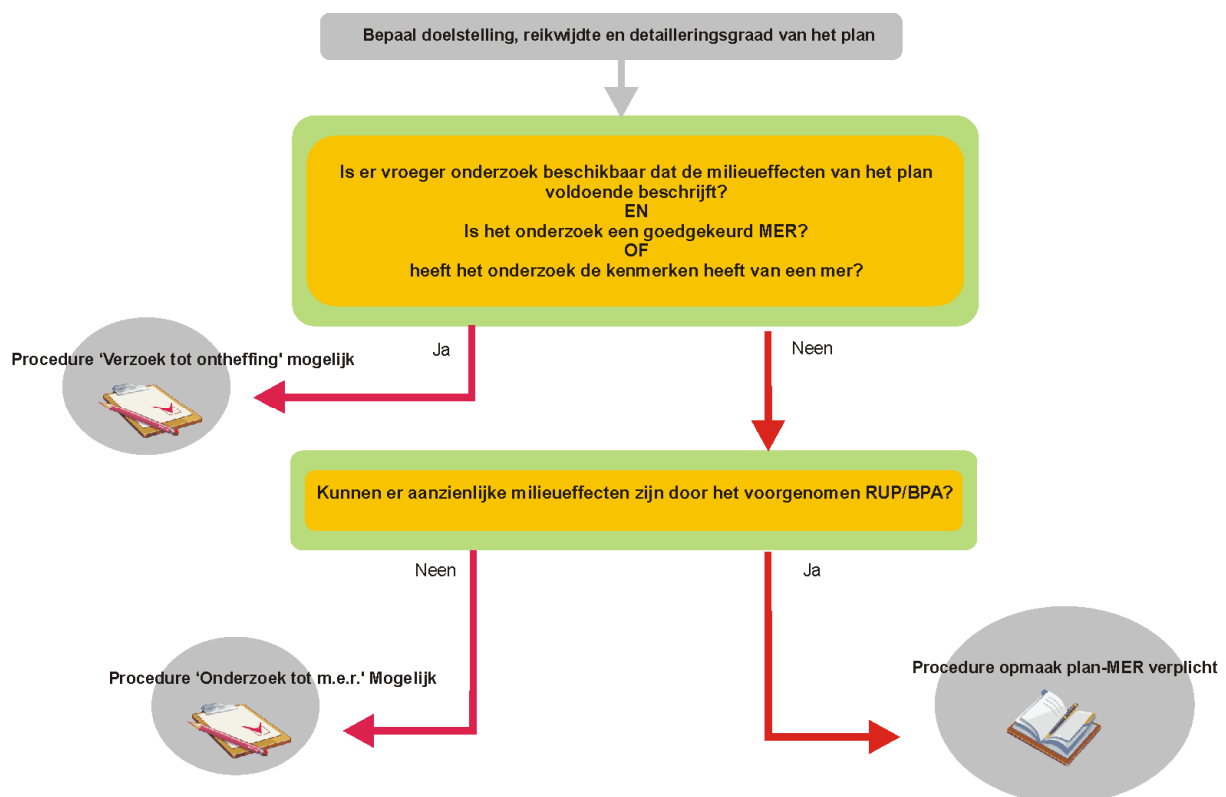 Bepaal doelstelling, reikwijdte en detailleringsgraad van het plan
Is er vroeger onderzoek beschikbaar dat de milieueffecten van het plan
voldoende beschrijft?
EN
Is het onderzoek een goedgekeurd MER?
OF
heeft het onderzoek de kenmerken heeft van een mer?
Ja
Neen
Procedure ‘Verzoek tot ontheffing' mogelijk
Kunnen er aanzienlijke milieueffecten zijn door het voorgenomen RUP/BPA?
Neen
Ja
Procedure ‘Onderzoek tot m.e.r.' Mogelijk
Procedure opmaak plan-MER verplicht